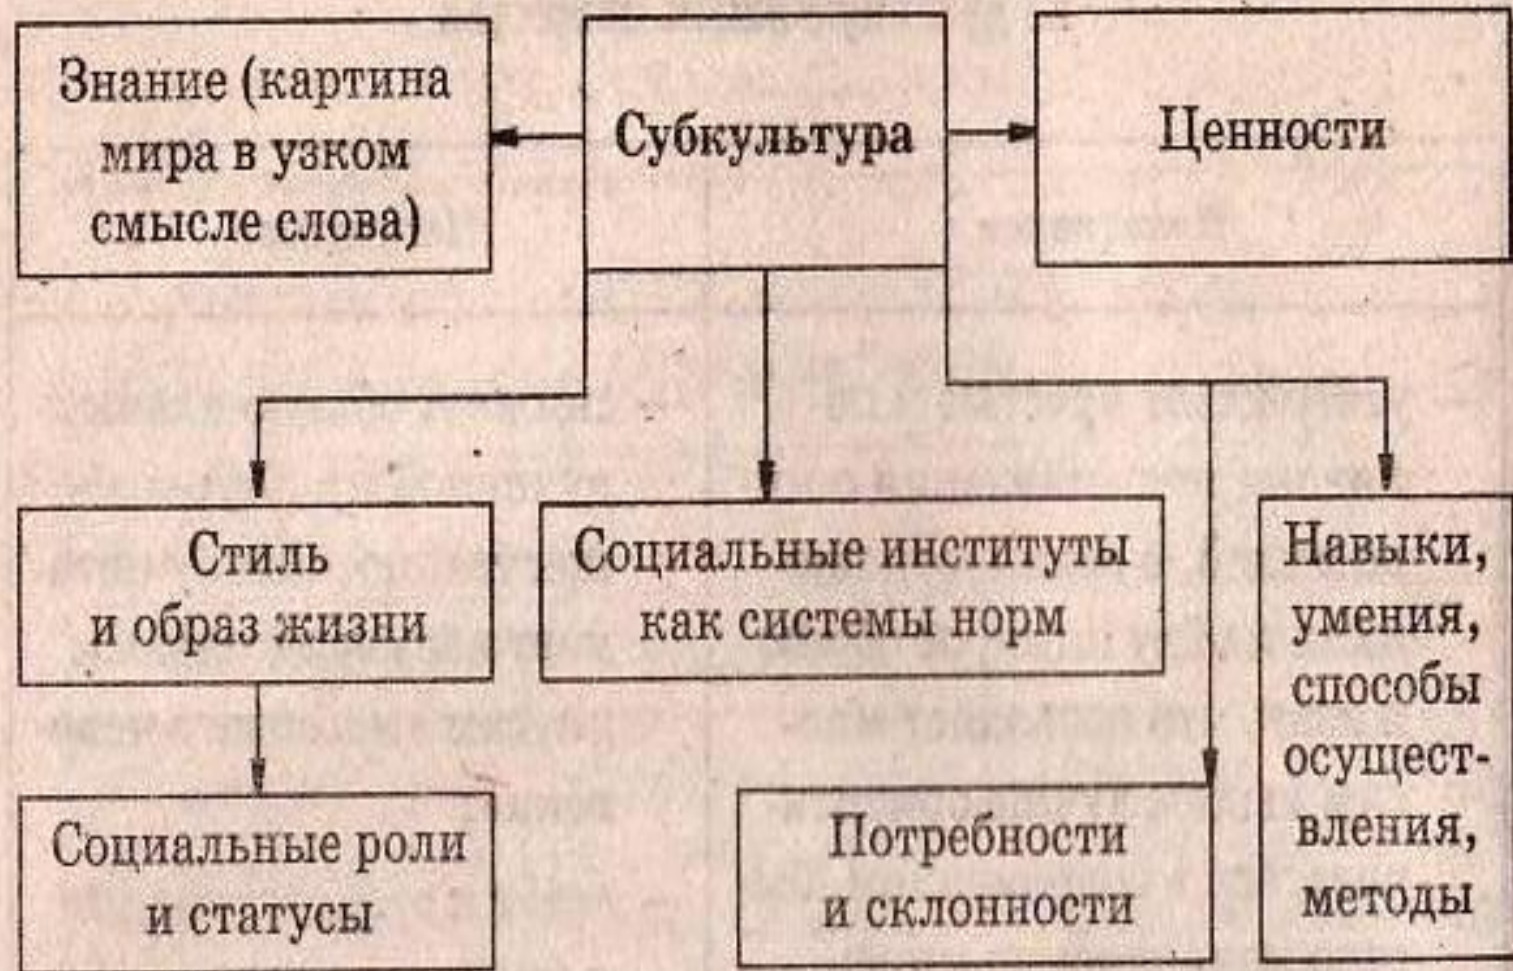 Знание (картина
мира в узком
смысле слова)
Субкультура
Ценности
Стиль
и образ жизни
Социальные институты
как системы норм
Навыки,
умения,
способы
осущест-
вления,
методы
Социальные роли
и статусы
Потребности
и склонности